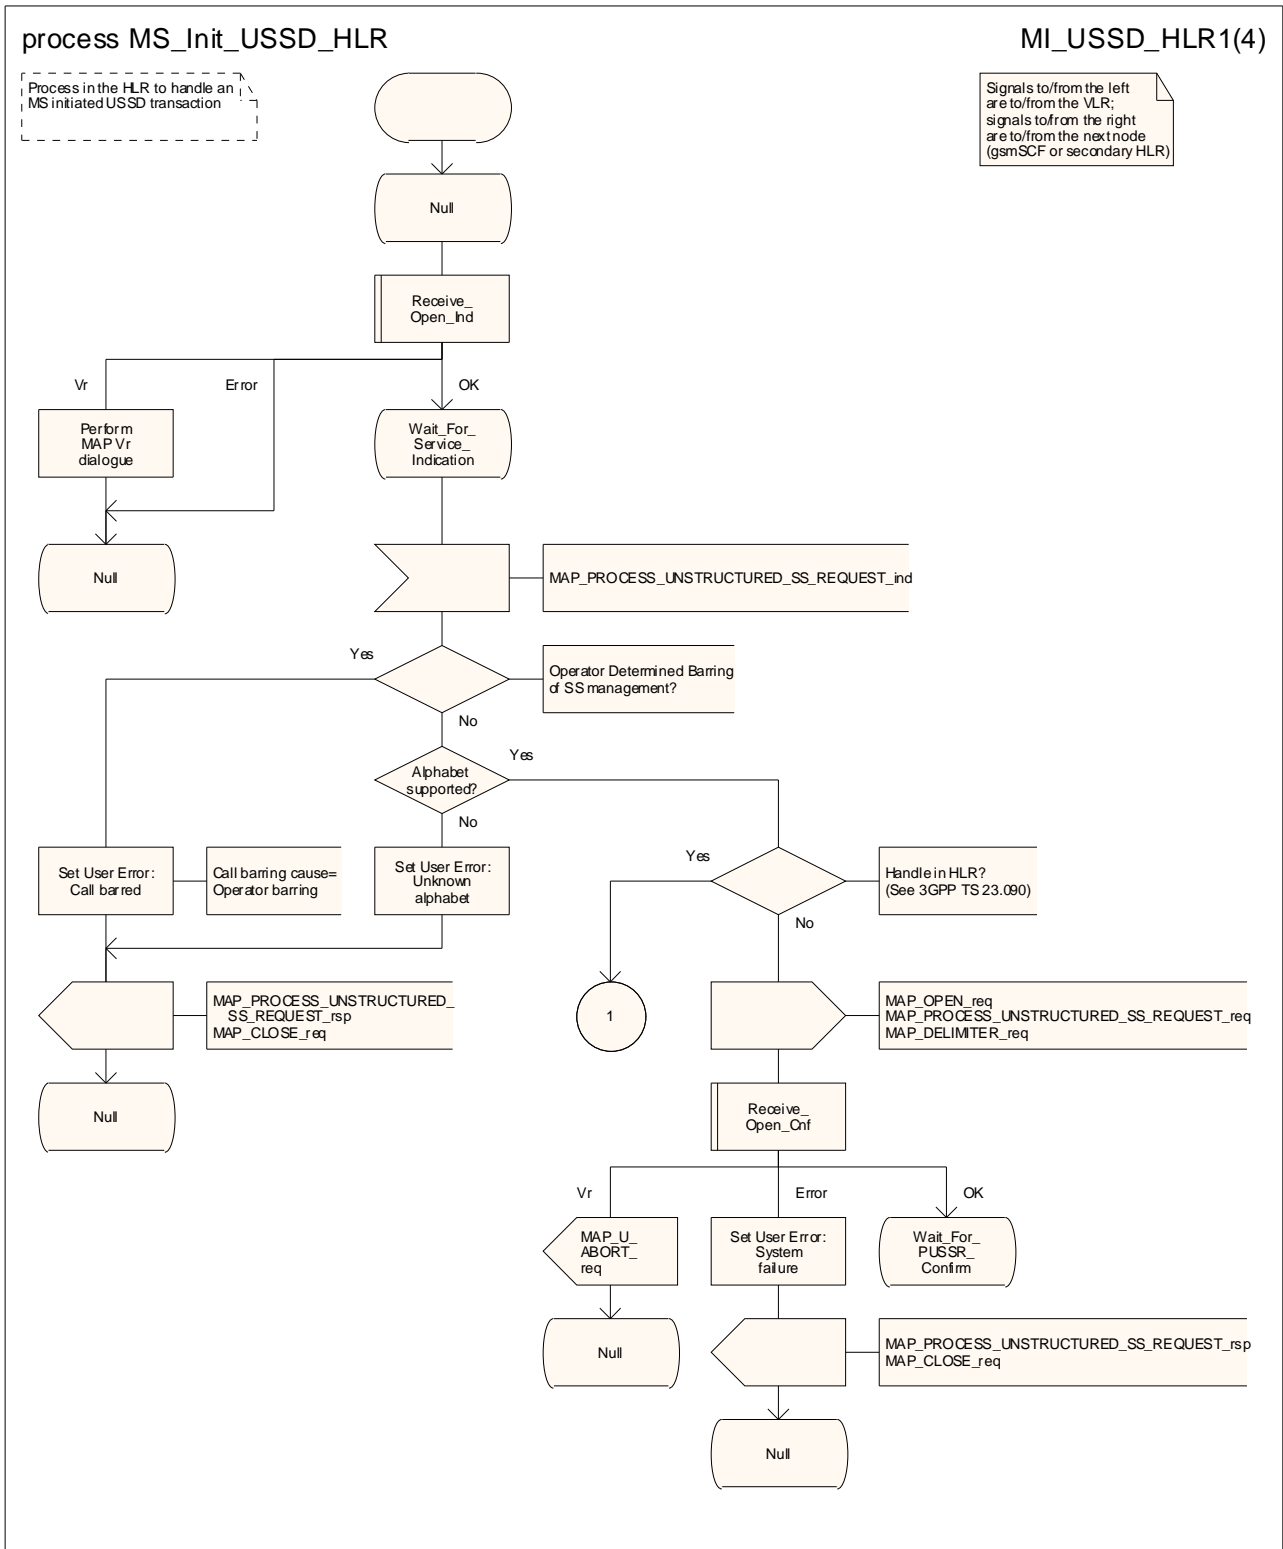 process MS_Init_USSD_HLR
MI_USSD_HLR1(4)
Process in the HLR to handle an
MS initiated USSD transaction
Signals to/from the left
are to/from the VLR;
signals to/from the right
are to/from the next node
(gsmSCF or secondary HLR)
Null
Receive_
Open_Ind
Vr
Error
OK
Perform
MAP Vr
dialogue
Wait_For_
Service_
Indication
Null
MAP_PROCESS_UNSTRUCTURED_SS_REQUEST_ind
Yes
Operator Determined Barring
of SS management?
No
Yes
Alphabet
supported?
No
Yes
Set User Error:
Call barred
Call barring cause=
Operator barring
Set User Error:
Unknown
alphabet
Handle in HLR?
(See 3GPP TS 23.090)
No
MAP_PROCESS_UNSTRUCTURED_
SS_REQUEST_rsp
MAP_CLOSE_req
1
MAP_OPEN_req
MAP_PROCESS_UNSTRUCTURED_SS_REQUEST_req
MAP_DELIMITER_req
Null
Receive_
Open_Cnf
Vr
Error
OK
MAP_U_
ABORT_
req
Set User Error:
System
failure
Wait_For_
PUSSR_
Confirm
Null
MAP_PROCESS_UNSTRUCTURED_SS_REQUEST_rsp
MAP_CLOSE_req
Null